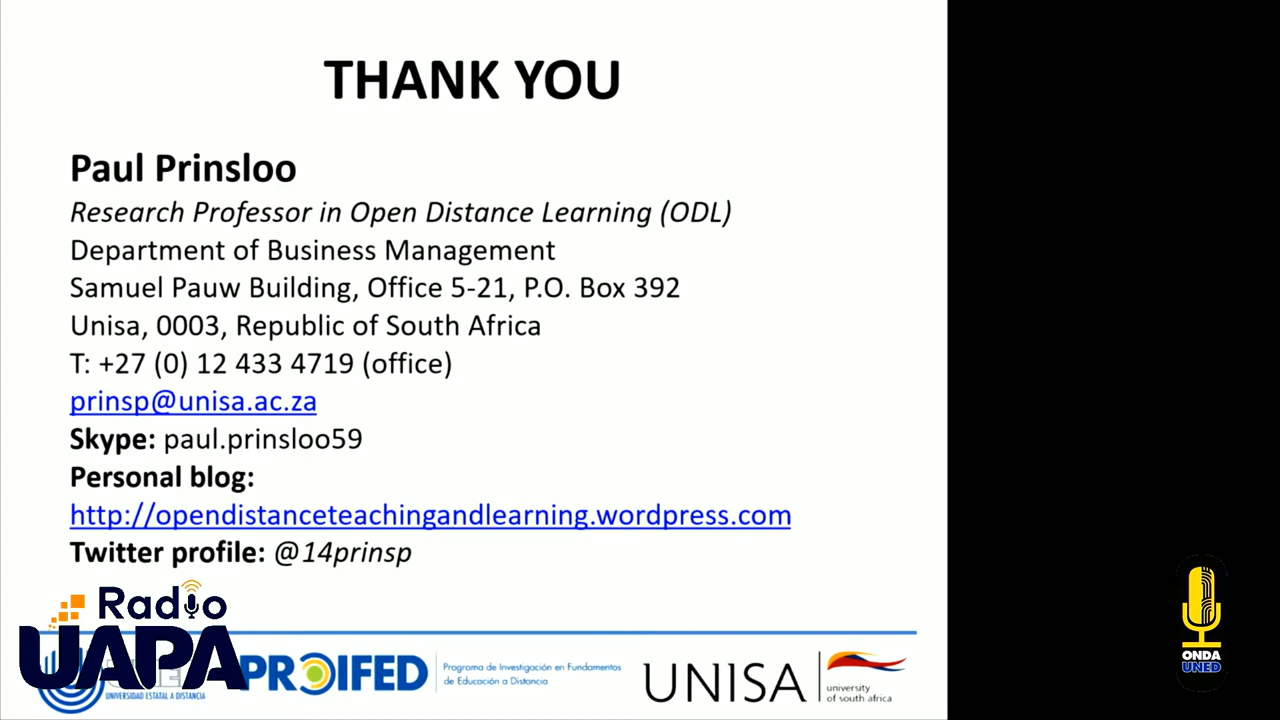 THANK YOU
Paul Prinsloo
Research Professor in Open Distance Learning (ODL)
Department of Business Management
Samuel Pauw Building, Office 5-21, P.O. Box 392
Unisa, 0003, Republic of South Africa
T: +27 (0) 12 433 4719 (office)
prinsp@unisa.ac.za
Skype: paul.prinsloo59
Personal blog:
http://opendistanceteachingandlearning.wordpress.com
Twitter profile: @14prinsp
Radio
UAPA
UNIVERSIDAD ESTATAL A DISTANCIA
PROIFED
Programa de Investigación en Fundamentos
de Educación a Distancia
UNISA
university
of south africa
ONDA
UNED